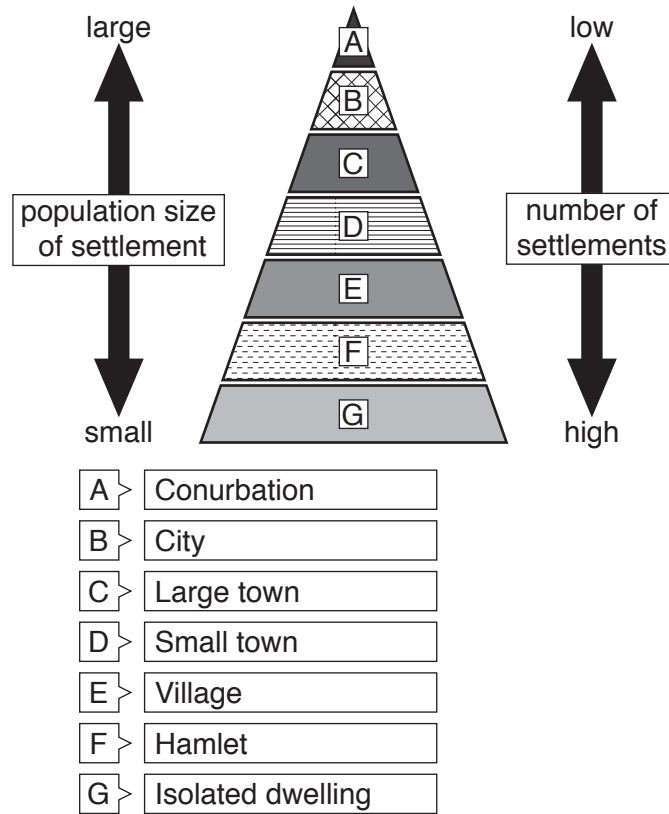 large
low
A
B
C
population size
of settlement
number of
settlements
D
E
F
G
small
high
A Conurbation
B City
C Large town
D Small town
E Village
F Hamlet
G Isolated dwelling